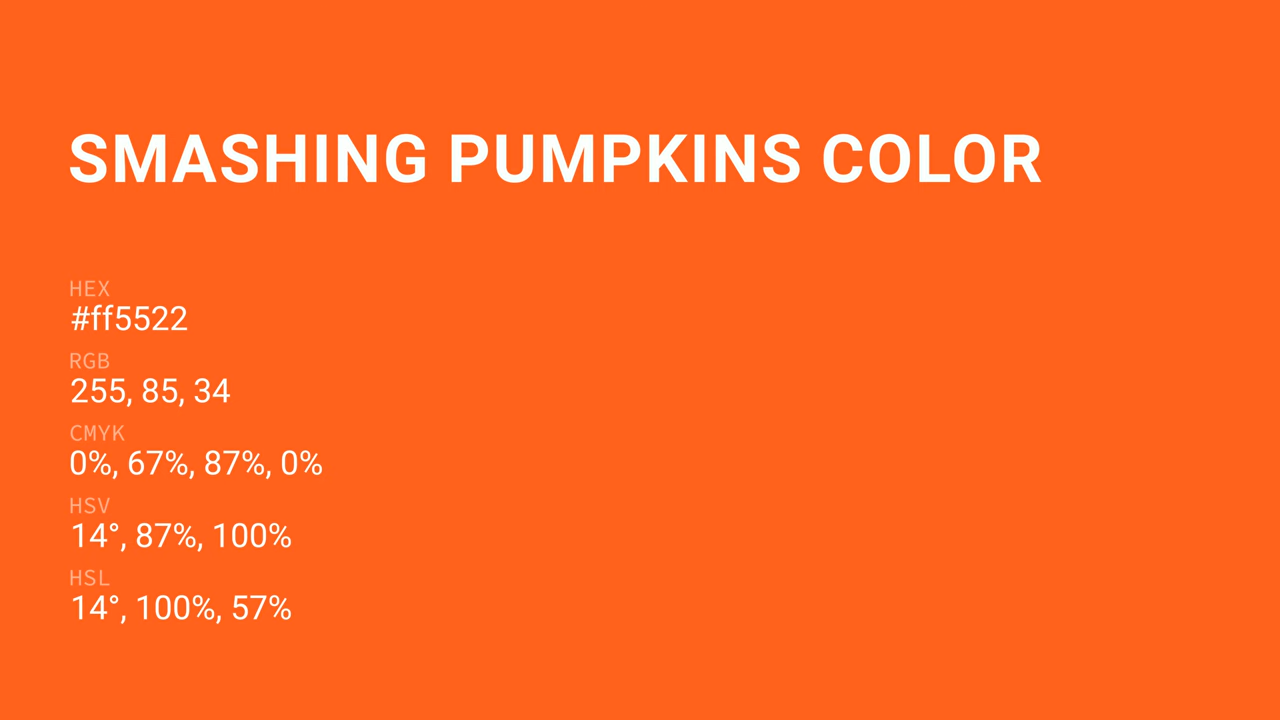 SMASHING PUMPKINS COLOR
HEX
#ff5522
RGB
255, 85, 34
CMYK
0%, 67%, 87%, 0%
HSV
14°, 87%, 100%
HSL
14°, 100%, 57%